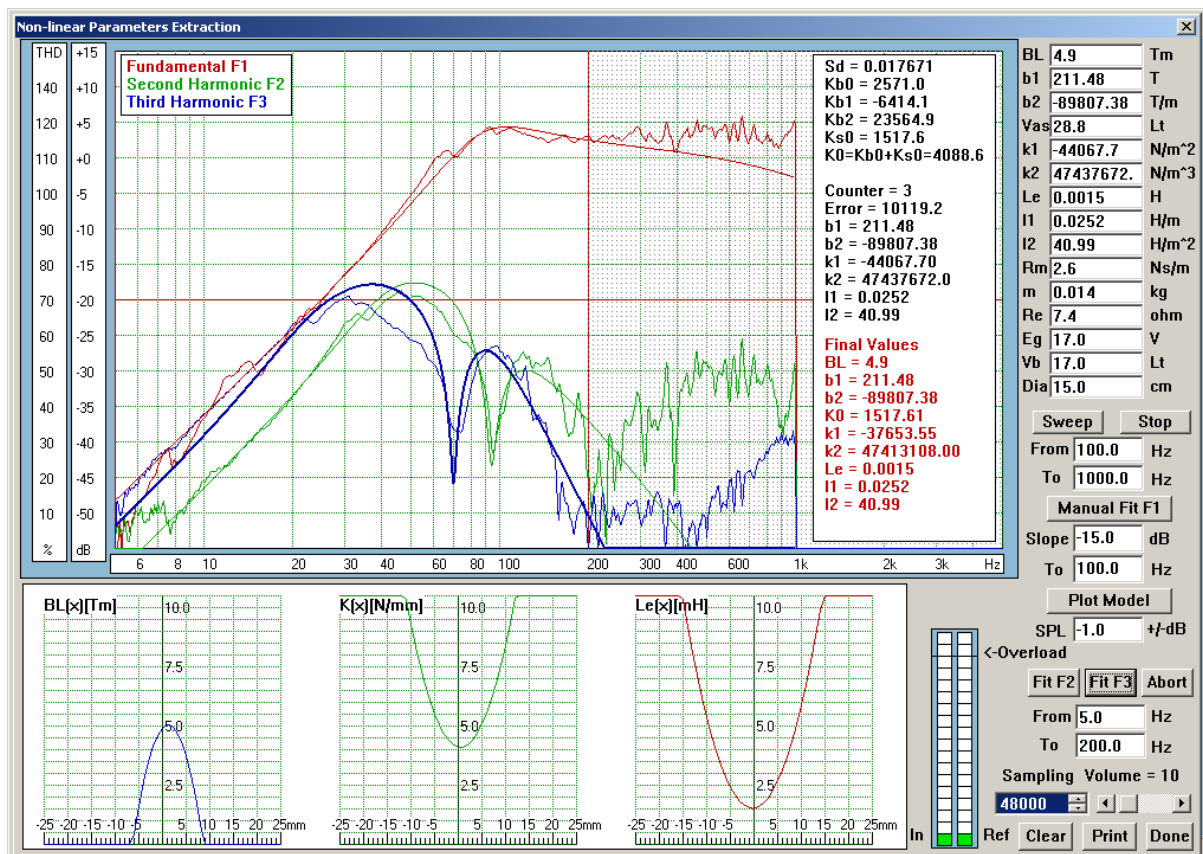 Non-linear Parameters Extraction
THD +15
140 +10
120 +5
110 +0
100 -5
90 -10
80 -15
70 -20
60 -25
50 -30
40 -35
30 -40
20 -45
10 -50
% dB
Fundamental F1
Second Harmonic F2
Third Harmonic F3
6 8 10 20 30 40 60 80 100 200 300 400 600 1k 2k 3k Hz
Sd = 0.017671
Kb0 = 2571.0
Kb1 = -6414.1
Kb2 = 23564.9
Ks0 = 1517.6
K0=Kb0+Ks0=4088.6
Counter = 3
Error = 10119.2
b1 = 211.48
b2 = -89807.38
k1 = -44067.70
k2 = 47437672.0
l1 = 0.0252
l2 = 40.99
Final Values
BL = 4.9
b1 = 211.48
b2 = -89807.38
K0 = 1517.61
k1 = -37653.55
k2 = 47413108.00
Le = 0.0015
l1 = 0.0252
l2 = 40.99
BL 4.9 Tm
b1 211.48 T
b2 -89807.38 T/m
Vas 28.8 Lt
k1 -44067.7 N/m^2
k2 47437672. N/m^3
Le 0.0015 H
l1 0.0252 H/m
l2 40.99 H/m^2
Rm 2.6 Ns/m
m 0.014 kg
Re 7.4 ohm
Eg 17.0 V
Vb 17.0 Lt
Dia 15.0 cm
Sweep Stop
From 100.0 Hz
To 1000.0 Hz
Manual Fit F1
Slope -15.0 dB
To 100.0 Hz
Plot Model
SPL -1.0 +/-dB
<-Overload
Fit F2 Fit F3 Abort
From 5.0 Hz
To 200.0 Hz
Sampling Volume = 10
48000
In Ref Clear Print Done
BL(x)[Tm] 10.0
7.5
5.0
2.5
-25 -15 -5 5 15 25mm
K(x)[N/mm] 10.0
7.5
5.0
2.5
-25 -15 -5 5 15 25mm
Le(x)[mH] 10.0
7.5
5.0
2.5
-25 -15 -5 5 15 25mm